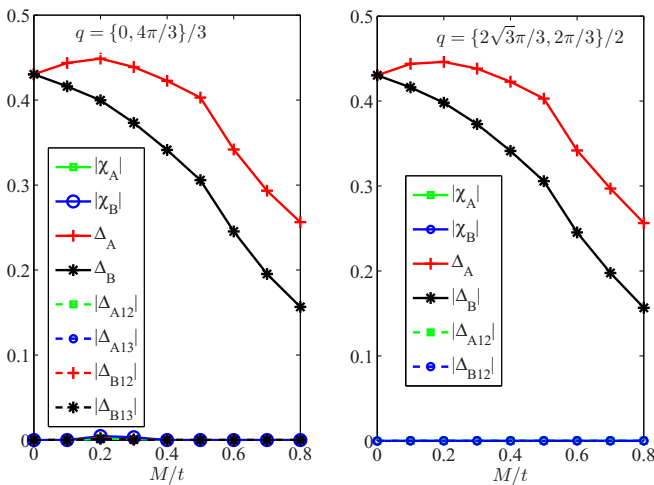 q = {0, 4π/3}/3
0.4
0.3
0.2
0.1
0
|χ_A|
|χ_B|
Δ_A
Δ_B
|Δ_A12|
|Δ_A13|
|Δ_B12|
|Δ_B13|
0 0.2 0.4 0.6 0.8
M/t
q = {2√3π/3, 2π/3}/2
0.5
0.4
0.3
0.2
0.1
0
|χ_A|
|χ_B|
Δ_A
|Δ_B|
|Δ_A12|
|Δ_B12|
0 0.2 0.4 0.6 0.8
M/t